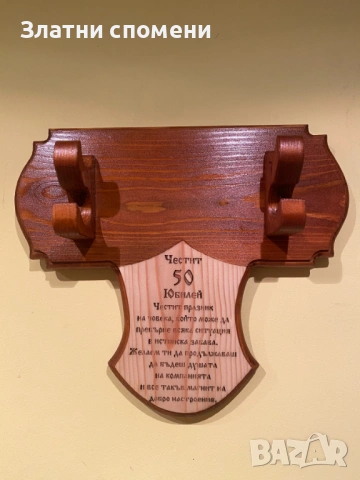 Златни спомени
Честит
50
Юбилей
Честит празник
на човека, който може да
превърне всяка ситуация
в истинска забава.
Желаем ти да продължаваш
да бъдеш душата
на компанията
и все такъв магнит на
добро настроение.
BAZAR